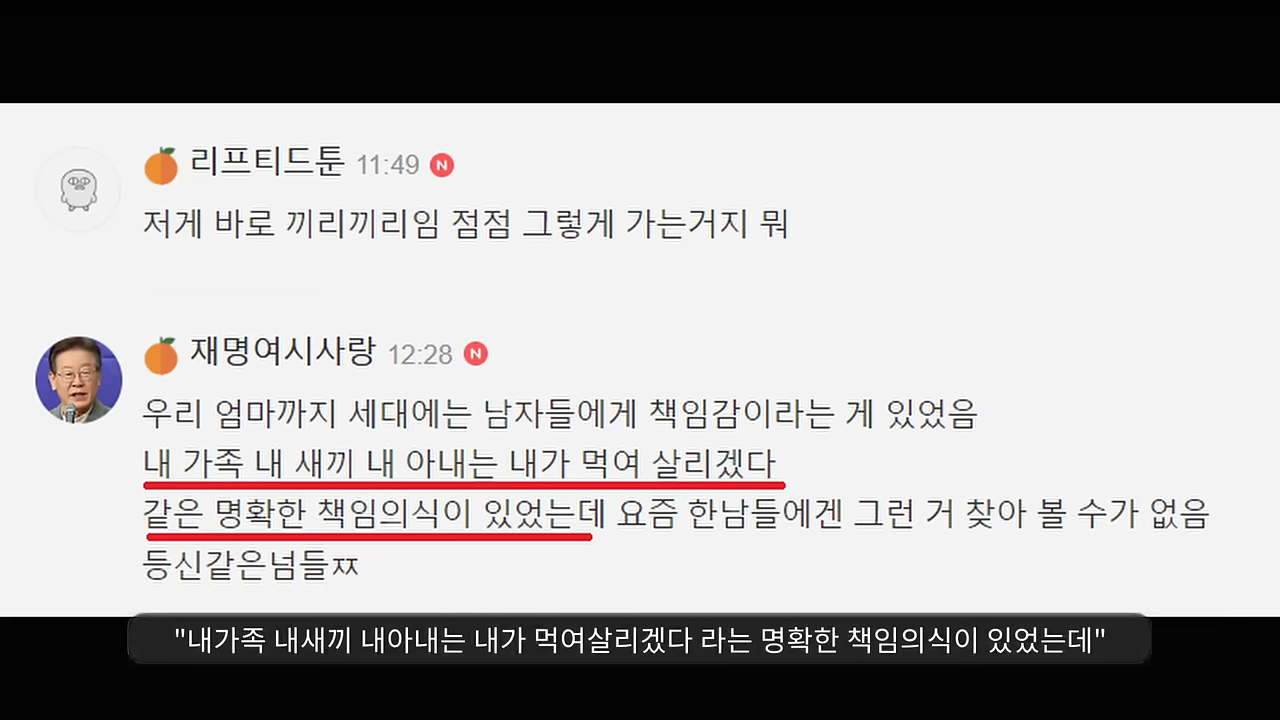 리프티드툰 11:49 N
저게 바로 끼리끼리임 점점 그렇게 가는거지 뭐
재명여시사랑 12:28 N
우리 엄마까지 세대에는 남자들에게 책임감이라는 게 있었음
내 가족 내 새끼 내 아내는 내가 먹여 살리겠다
같은 명확한 책임의식이 있었는데 요즘 한남들에겐 그런 거 찾아 볼 수가 없음
등신같은넘들ㅉ
"내가족 내새끼 내아내는 내가 먹여살리겠다 라는 명확한 책임의식이 있었는데"